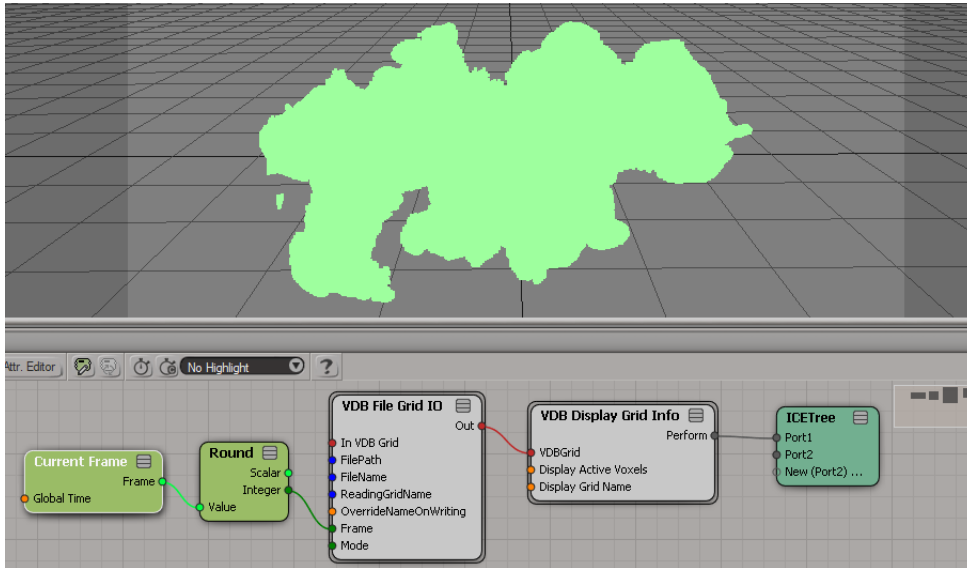 Attr. Editor
No Highlight
?
Current Frame
Frame
Global Time
Round
Scalar
Integer
Value
VDB File Grid IO
Out
In VDB Grid
FilePath
FileName
ReadingGridName
OverrideNameOnWriting
Frame
Mode
VDB Display Grid Info
Perform
VDBGrid
Display Active Voxels
Display Grid Name
ICETree
Port1
Port2
New (Port2) ...